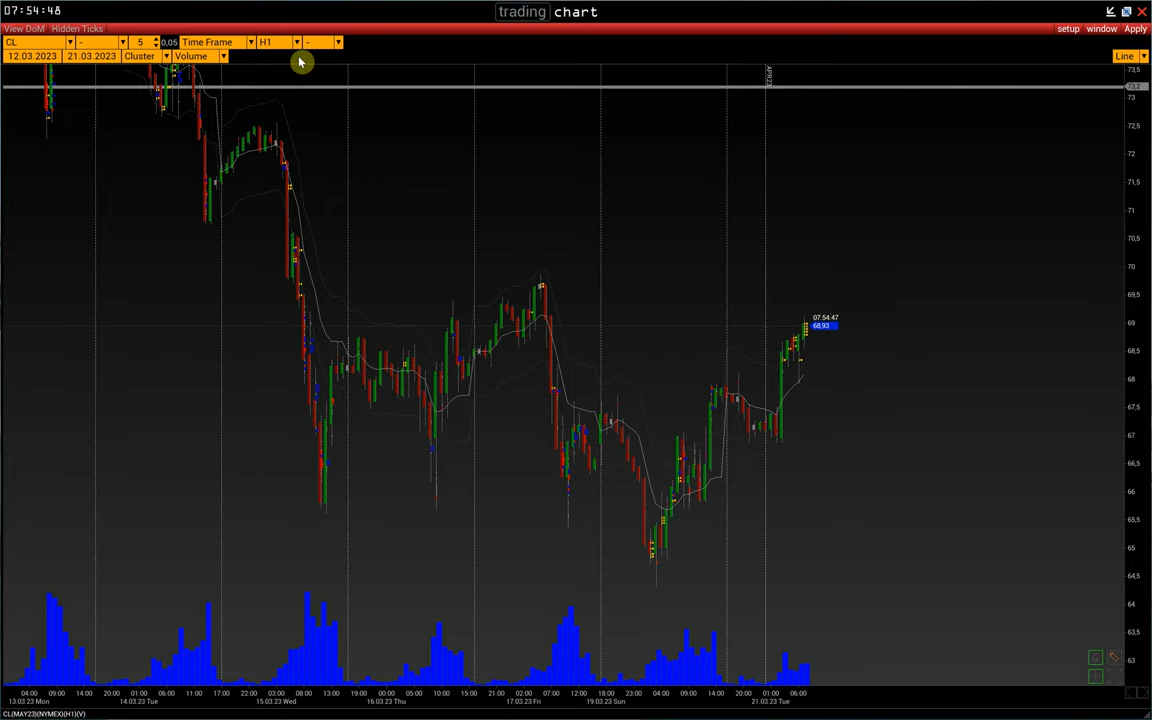 07:54:48
trading chart
View DoM Hidden Ticks
setup window Apply
CL - 5 0,05 Time Frame H1 -
12.03.2023 21.03.2023 Cluster Volume
Line
APR23
73,5
73,2
73
72,5
72
71,5
71
70,5
70
69,5
69
68,5
68
67,5
67
66,5
66
65,5
65
64,5
64
63,5
63
07:54:47
68,93
04:00 09:00 14:00 20:00 01:00 06:00 11:00 17:00 22:00 03:00 08:00 13:00 19:00 00:00 05:00 10:00 15:00 21:00 02:00 07:00 12:00 18:00 23:00 04:00 09:00 14:00 20:00 01:00 06:00
13.03.23 Mon 14.03.23 Tue 15.03.23 Wed 16.03.23 Thu 17.03.23 Fri 19.03.23 Sun 21.03.23 Tue
CL(MAY23)(NYMEX)(H1)(V)